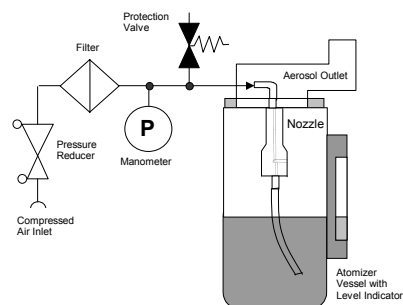 Protection
Valve
Filter
Aerosol Outlet
P
Nozzle
Pressure
Reducer
Manometer
Compressed
Air Inlet
Atomizer
Vessel with
Level Indicator